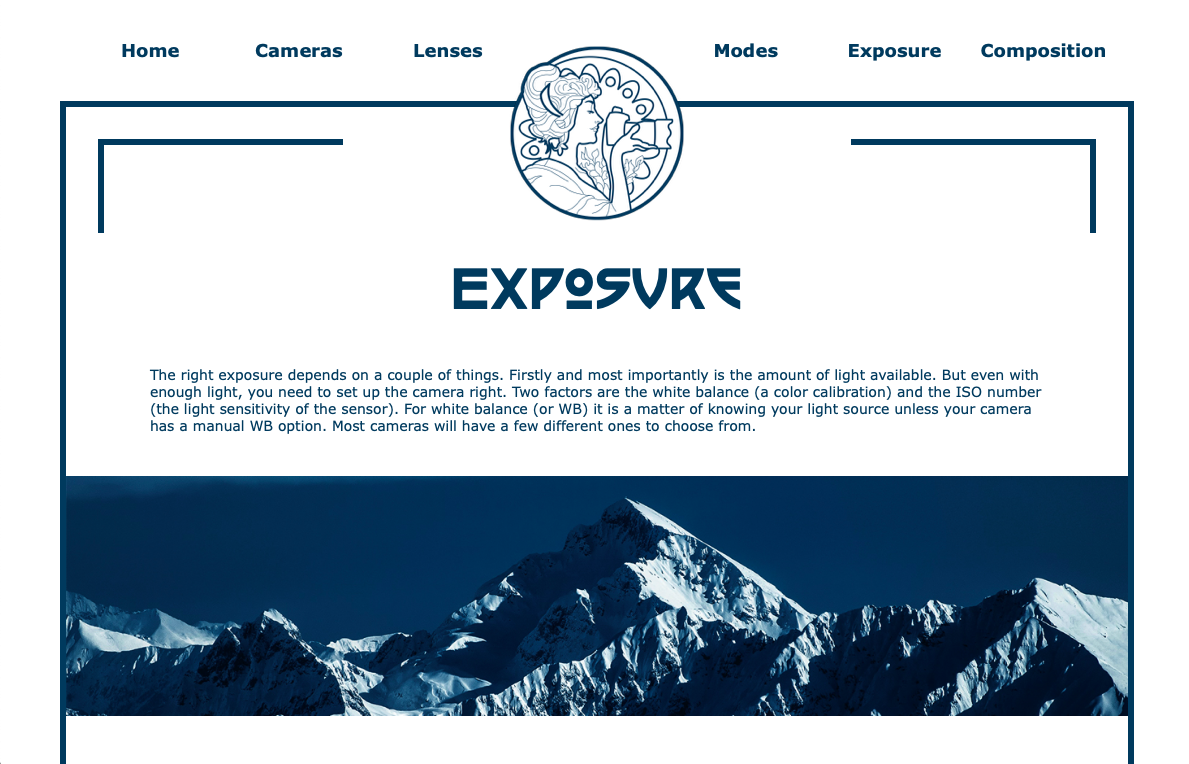 Home Cameras Lenses Modes Exposure Composition
EXPOSURE
The right exposure depends on a couple of things. Firstly and most importantly is the amount of light available. But even with
enough light, you need to set up the camera right. Two factors are the white balance (a color calibration) and the ISO number
(the light sensitivity of the sensor). For white balance (or WB) it is a matter of knowing your light source unless your camera
has a manual WB option. Most cameras will have a few different ones to choose from.